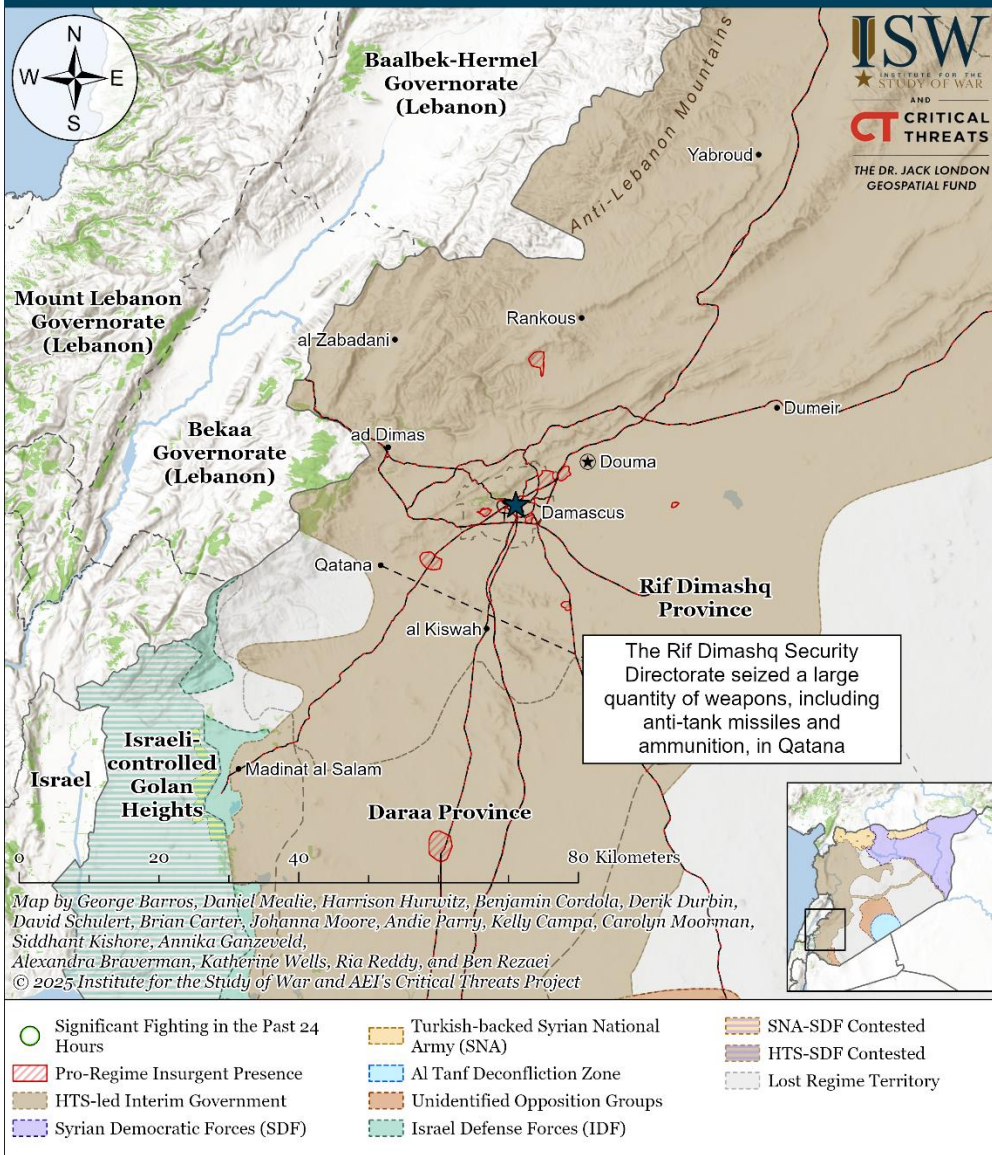 N
W
E
S
Baalbek-Hermel
Governorate
(Lebanon)
Anti-Lebanon Mountains
ISW
INSTITUTE FOR THE
STUDY OF WAR
AND
CT CRITICAL
THREATS
THE DR. JACK LONDON
GEOSPATIAL FUND
Yabroud
Mount Lebanon
Governorate
(Lebanon)
Rankous
al Zabadani
Dumeir
Bekaa
Governorate
(Lebanon)
ad Dimas
Douma
Damascus
Qatana
Rif Dimashq
Province
al Kiswah
The Rif Dimashq Security
Directorate seized a large
quantity of weapons, including
anti-tank missiles and
ammunition, in Qatana
Israel
Israeli-
controlled
Golan
Heights
Madinat al Salam
Daraa Province
0 20 40 80 Kilometers
Map by George Barros, Daniel Mealie, Harrison Hurwitz, Benjamin Cordola, Derik Durbin,
David Schulert, Brian Carter, Johanna Moore, Andie Parry, Kelly Campa, Carolyn Moorman,
Siddhant Kishore, Annika Ganzeveld,
Alexandra Braverman, Katherine Wells, Ria Reddy, and Ben Rezaei
© 2025 Institute for the Study of War and AEI's Critical Threats Project
Significant Fighting in the Past 24
Hours
Pro-Regime Insurgent Presence
HTS-led Interim Government
Syrian Democratic Forces (SDF)
Turkish-backed Syrian National
Army (SNA)
Al Tanf Deconfliction Zone
Unidentified Opposition Groups
Israel Defense Forces (IDF)
SNA-SDF Contested
HTS-SDF Contested
Lost Regime Territory